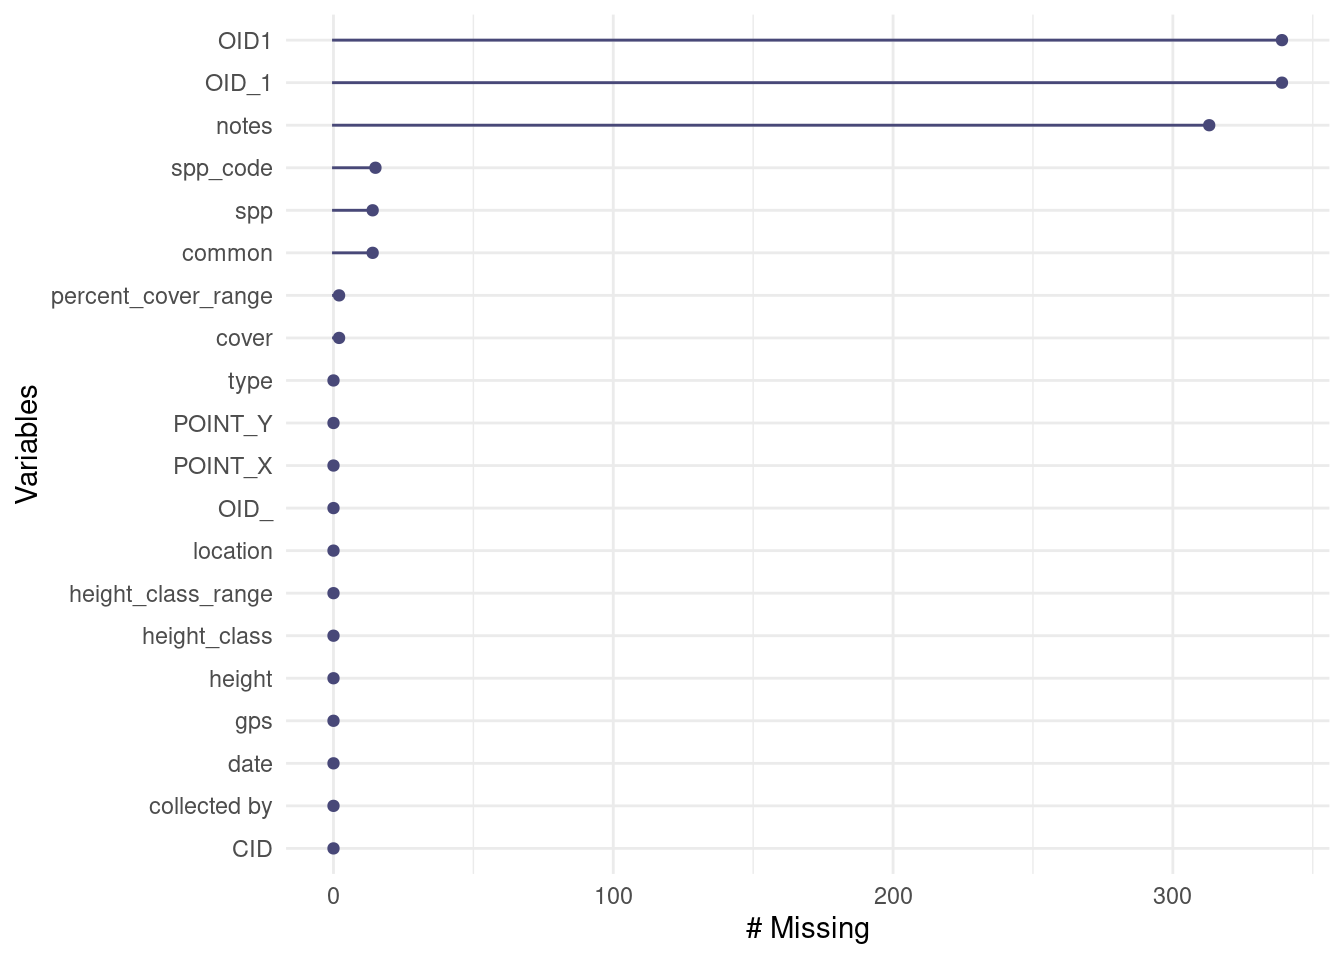 OID1
OID_1
notes
spp_code
spp
common
percent_cover_range
cover
type
POINT_Y
POINT_X
OID_
location
height_class_range
height_class
height
gps
date
collected by
CID
Variables
0 100 200 300
# Missing